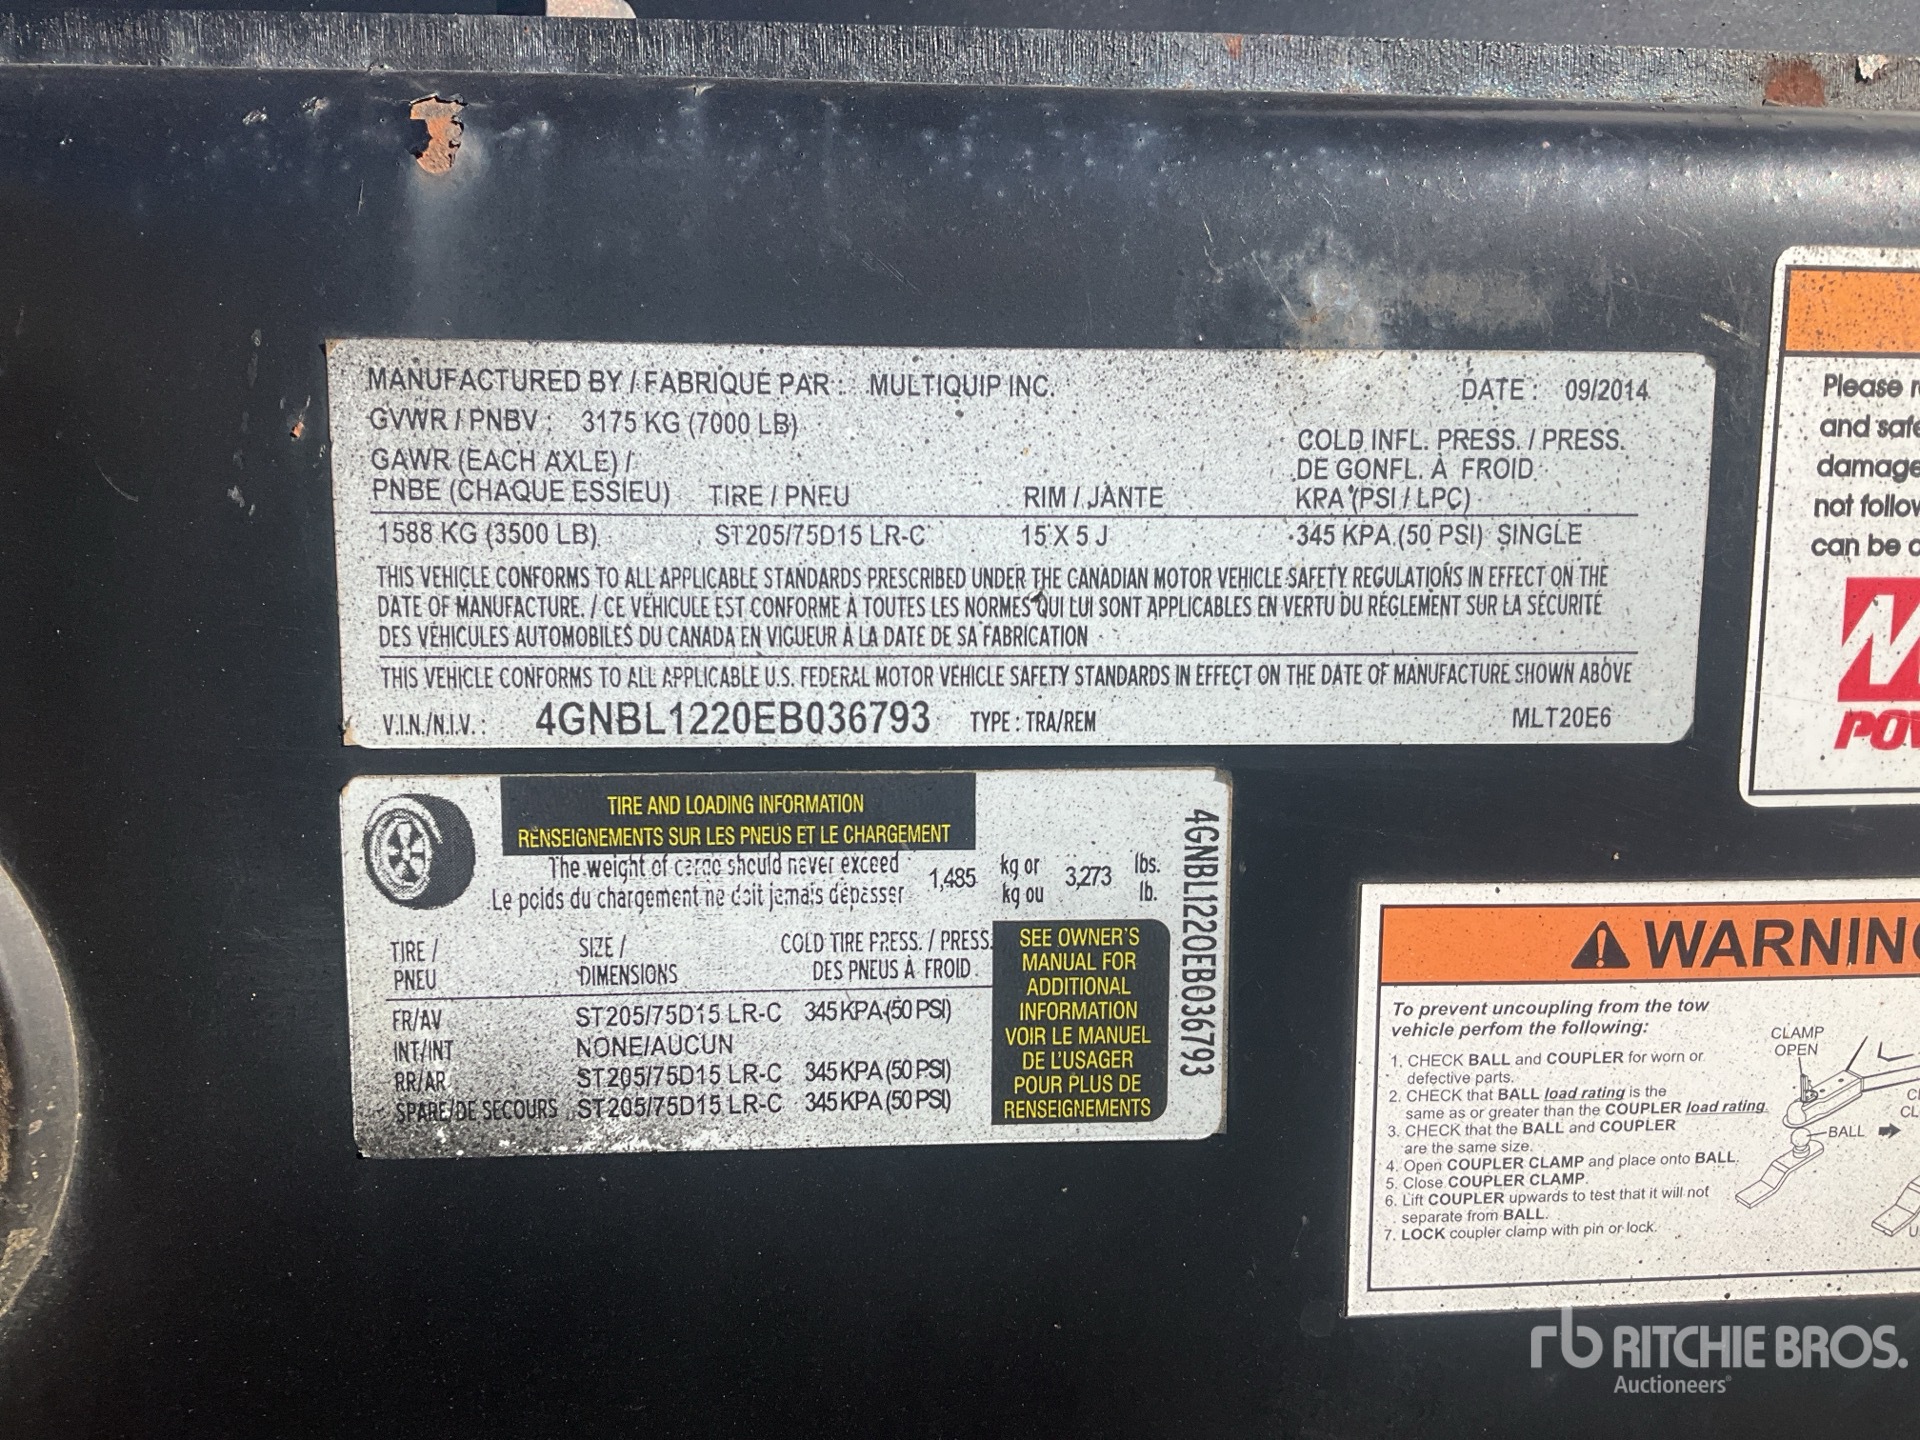 MANUFACTURED BY / FABRIQUÉ PAR : MULTIQUIP INC. DATE : 09/2014
GVWR / PNBV : 3175 KG (7000 LB)
GAWR (EACH AXLE) /
PNBE (CHAQUE ESSIEU) TIRE / PNEU RIM / JANTE
COLD INFL. PRESS. / PRESS.
DE GONFL. À FROID
KRA (PSI / LPC)
1588 KG (3500 LB) ST205/75D15 LR-C 15 X 5 J 345 KPA (50 PSI) SINGLE
THIS VEHICLE CONFORMS TO ALL APPLICABLE STANDARDS PRESCRIBED UNDER THE CANADIAN MOTOR VEHICLE SAFETY REGULATIONS IN EFFECT ON THE
DATE OF MANUFACTURE. / CE VÉHICULE EST CONFORME À TOUTES LES NORMES QUI LUI SONT APPLICABLES EN VERTU DU RÉGLEMENT SUR LA SÉCURITÉ
DES VÉHICULES AUTOMOBILES DU CANADA EN VIGUEUR À LA DATE DE SA FABRICATION
THIS VEHICLE CONFORMS TO ALL APPLICABLE U.S. FEDERAL MOTOR VEHICLE SAFETY STANDARDS IN EFFECT ON THE DATE OF MANUFACTURE SHOWN ABOVE
V.I.N./N.I.V. : 4GNBL1220EB036793 TYPE : TRA/REM MLT20E6
TIRE AND LOADING INFORMATION
RENSEIGNEMENTS SUR LES PNEUS ET LE CHARGEMENT
The weight of cargo should never exceed 1,485 kg or 3,273 lbs.
Le poids du chargement ne doit jamais dépasser kg ou lb.
TIRE / SIZE / COLD TIRE PRESS. / PRESS.
PNEU DIMENSIONS DES PNEUS À FROID
FR/AV ST205/75D15 LR-C 345 KPA (50 PSI)
INT/INT NONE/AUCUN
RR/AR ST205/75D15 LR-C 345 KPA (50 PSI)
SPARE/DE SECOURS ST205/75D15 LR-C 345 KPA (50 PSI)
SEE OWNER'S
MANUAL FOR
ADDITIONAL
INFORMATION
VOIR LE MANUEL
DE L'USAGER
POUR PLUS DE
RENSEIGNEMENTS
4GNBL1220EB036793
Please
and safe
damage
not follow
can be
WARNING
To prevent uncoupling from the tow
vehicle perfom the following:
1. CHECK BALL and COUPLER for worn or
defective parts.
2. CHECK that BALL load rating is the
same as or greater than the COUPLER load rating.
3. CHECK that the BALL and COUPLER
are the same size.
4. Open COUPLER CLAMP and place onto BALL.
5. Close COUPLER CLAMP.
6. Lift COUPLER upwards to test that it will not
separate from BALL.
7. LOCK coupler clamp with pin or lock.
CLAMP
OPEN
BALL
rb RITCHIE BROS.
Auctioneers